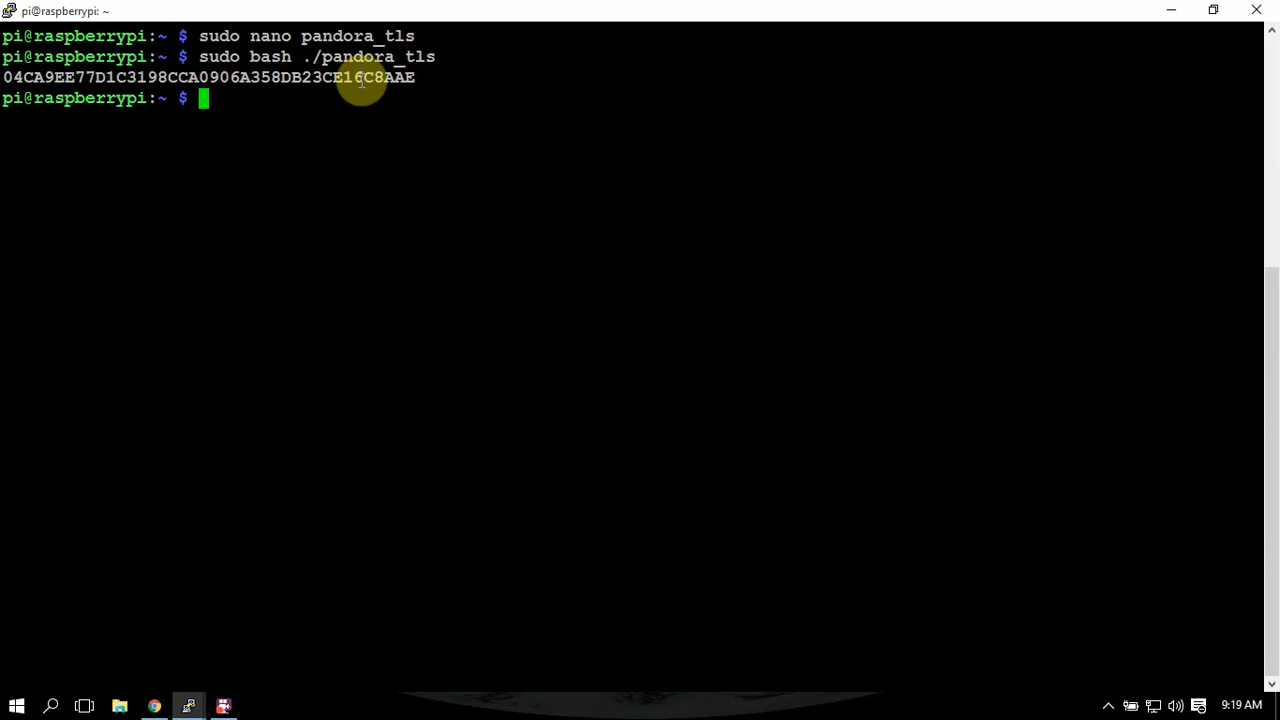 pi@raspberrypi: ~
pi@raspberrypi:~ $ sudo nano pandora_tls
pi@raspberrypi:~ $ sudo bash ./pandora_tls
04CA9EE77D1C3198CCA0906A358DB23CE16C8AAE
pi@raspberrypi:~ $
9:19 AM